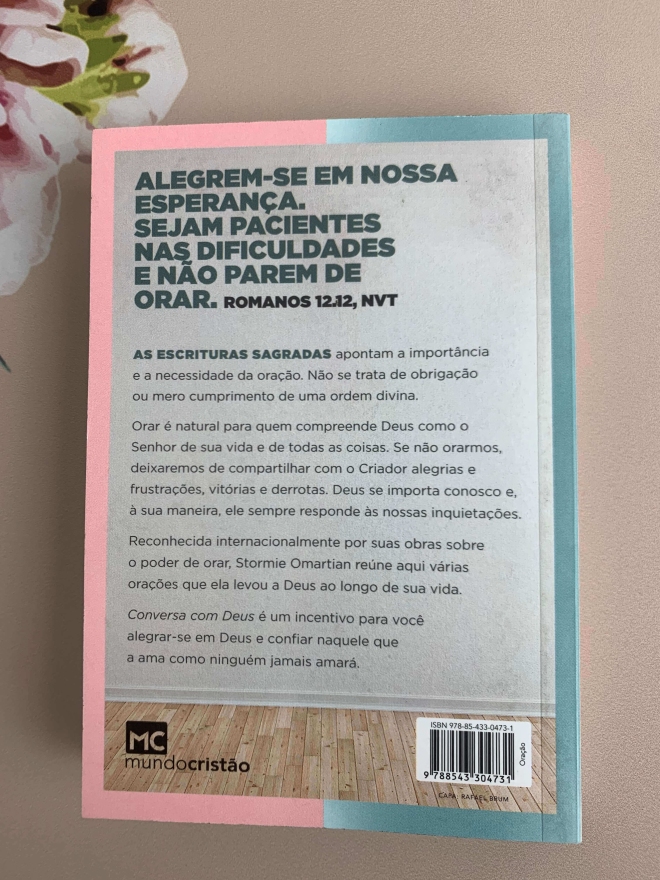 ALEGREM-SE EM NOSSA
ESPERANÇA.
SEJAM PACIENTES
NAS DIFICULDADES
E NÃO PAREM DE
ORAR. ROMANOS 12.12, NVT
AS ESCRITURAS SAGRADAS apontam a importância
e a necessidade da oração. Não se trata de obrigação
ou mero cumprimento de uma ordem divina.
Orar é natural para quem compreende Deus como o
Senhor de sua vida e de todas as coisas. Se não orarmos,
deixaremos de compartilhar com o Criador alegrias e
frustrações, vitórias e derrotas. Deus se importa conosco e,
à sua maneira, ele sempre responde às nossas inquietações.
Reconhecida internacionalmente por suas obras sobre
o poder de orar, Stormie Omartian reúne aqui várias
orações que ela levou a Deus ao longo de sua vida.
Conversa com Deus é um incentivo para você
alegrar-se em Deus e confiar naquele que
a ama como ninguém jamais amará.
MC
mundocristão
ISBN 978-85-433-0473-1
9 788543 304731
Oração
CAPA: RAFAEL BRUM